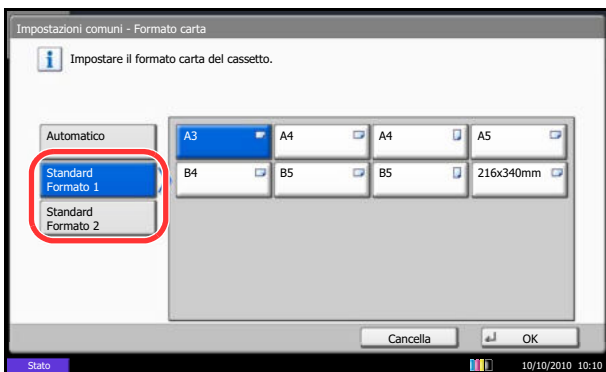 Impostazioni comuni - Formato carta
Impostare il formato carta del cassetto.
Automatico
A3 A4 A4 A5
Standard
Formato 1
B4 B5 B5 216x340mm
Standard
Formato 2
Cancella OK
Stato 10/10/2010 10:10